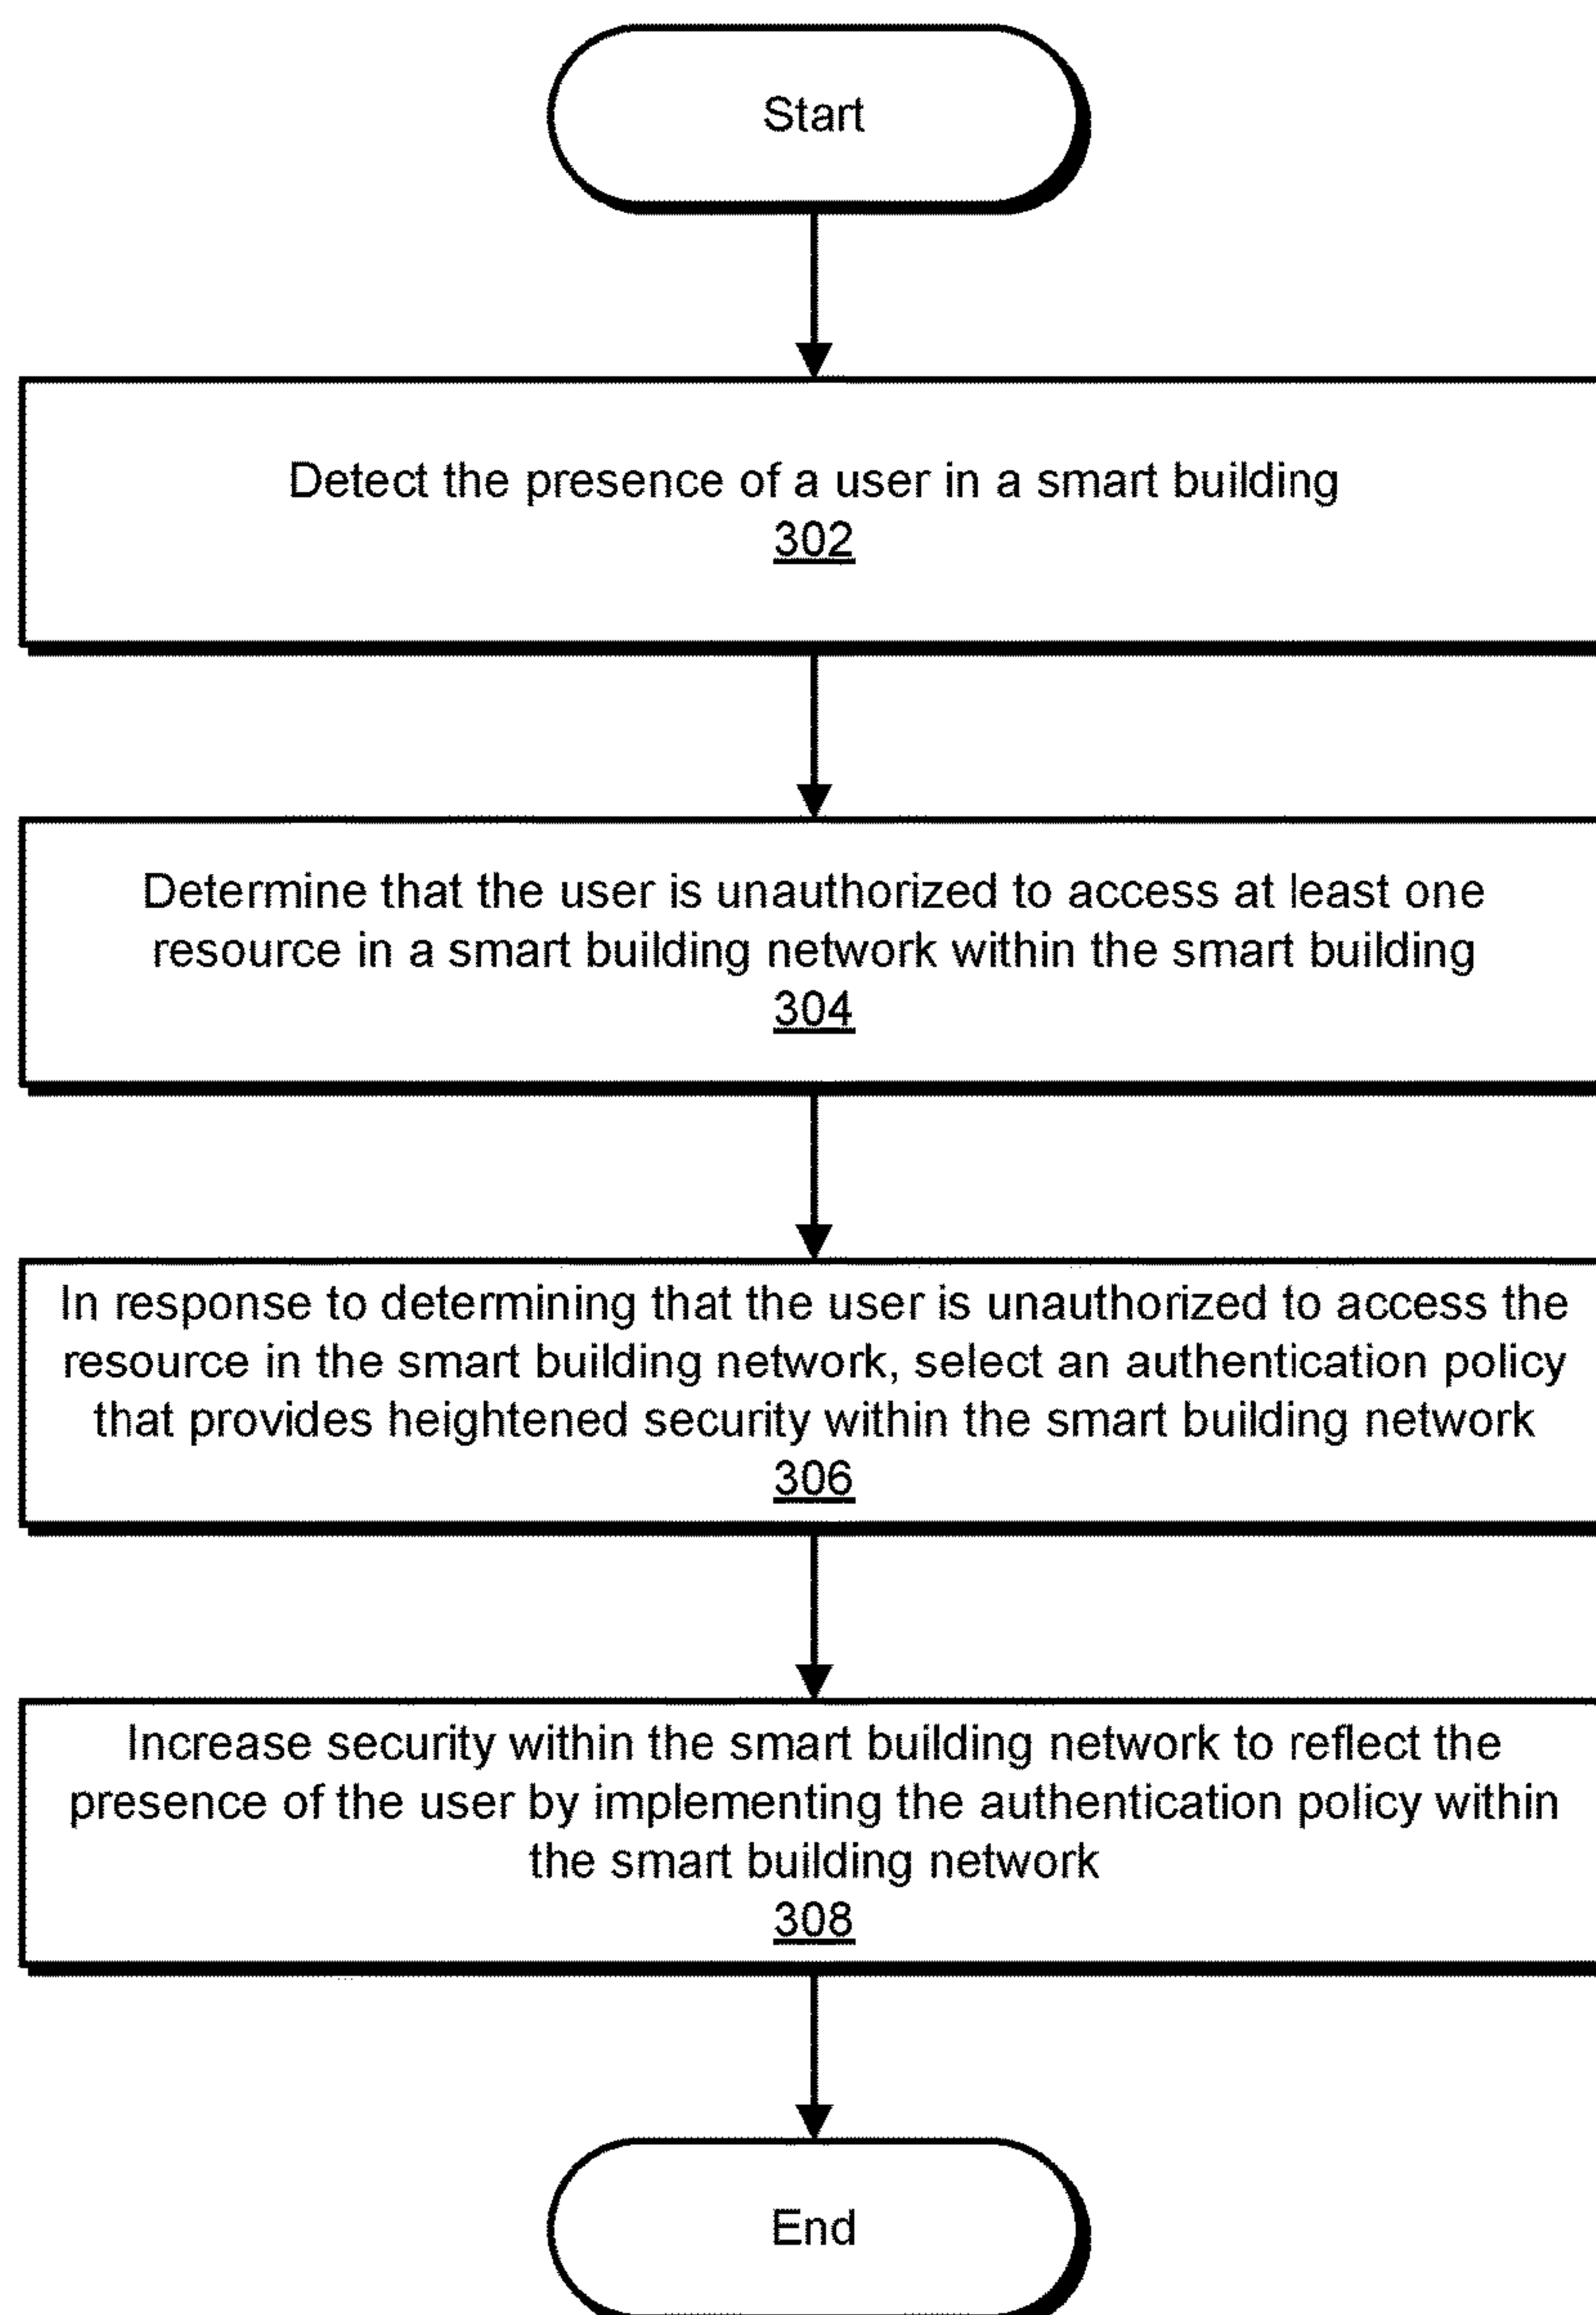 Start
Detect the presence of a user in a smart building
302
Determine that the user is unauthorized to access at least one
resource in a smart building network within the smart building
304
In response to determining that the user is unauthorized to access the
resource in the smart building network, select an authentication policy
that provides heightened security within the smart building network
306
Increase security within the smart building network to reflect the
presence of the user by implementing the authentication policy within
the smart building network
308
End